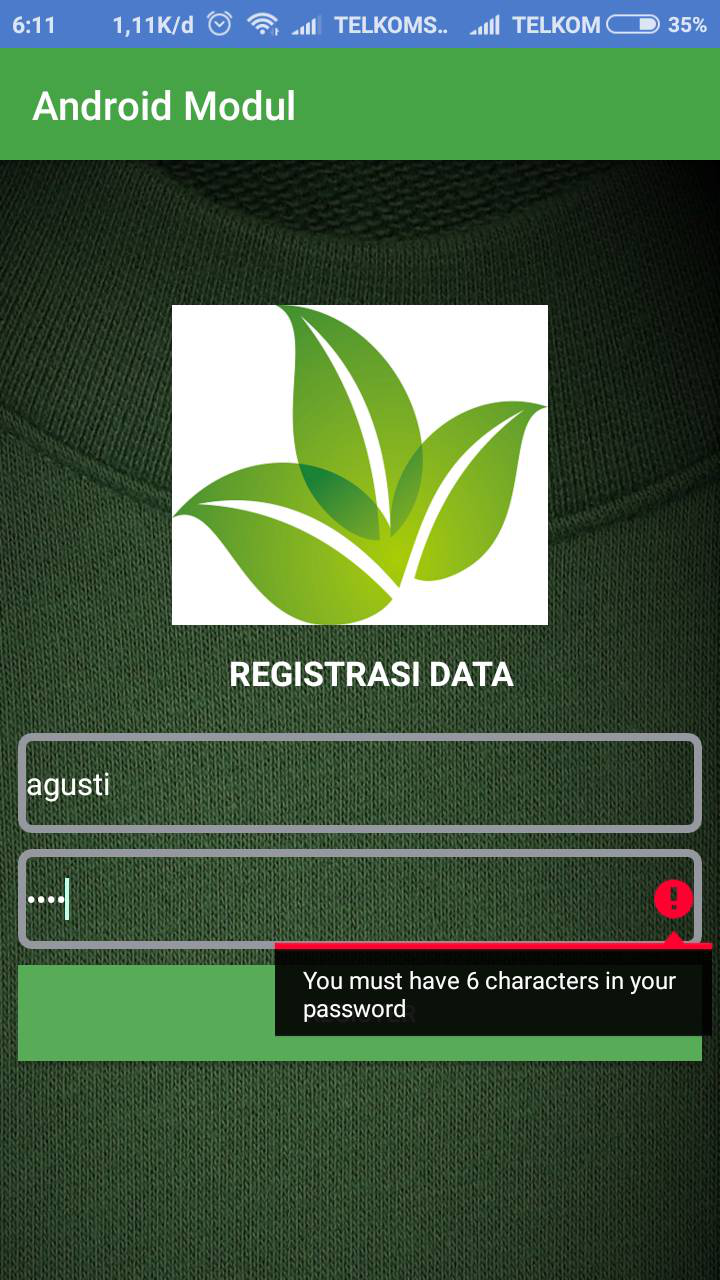 6:11 1,11K/d TELKOMS.. TELKOM 35%
Android Modul
REGISTRASI DATA
agusti
••••
You must have 6 characters in your
password